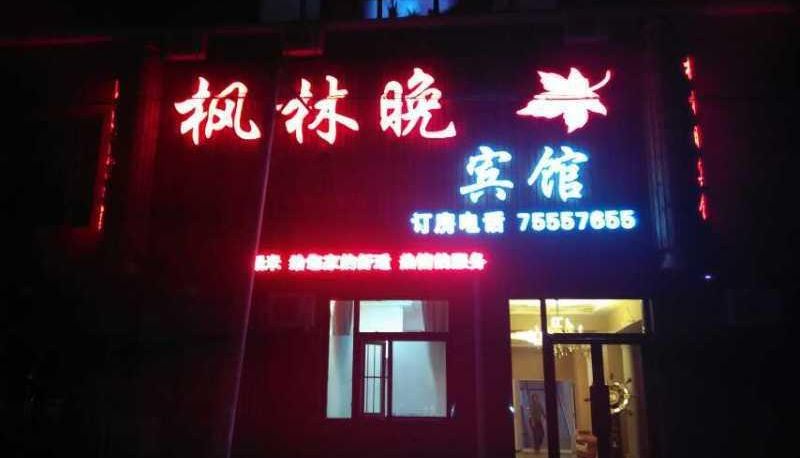 枫林晚
宾馆
订房电话 75557655
给您家的舒适 热情的服务